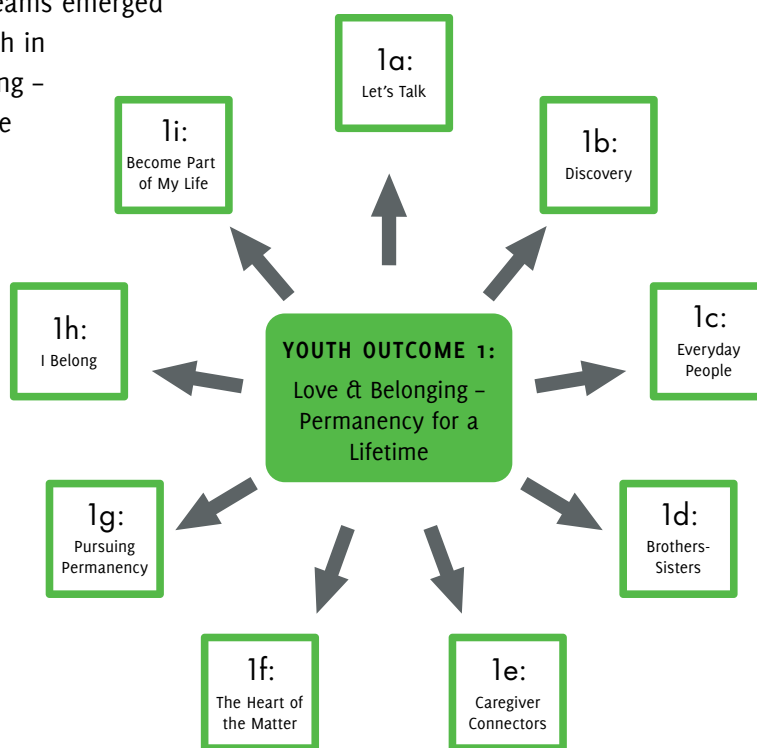 emerged
in
1a:
Let's Talk
1i:
Become Part
of My Life
1b:
Discovery
1h:
I Belong
YOUTH OUTCOME 1:
Love & Belonging –
Permanency for a
Lifetime
1c:
Everyday
People
1g:
Pursuing
Permanency
1d:
Brothers-
Sisters
1f:
The Heart of
the Matter
1e:
Caregiver
Connectors